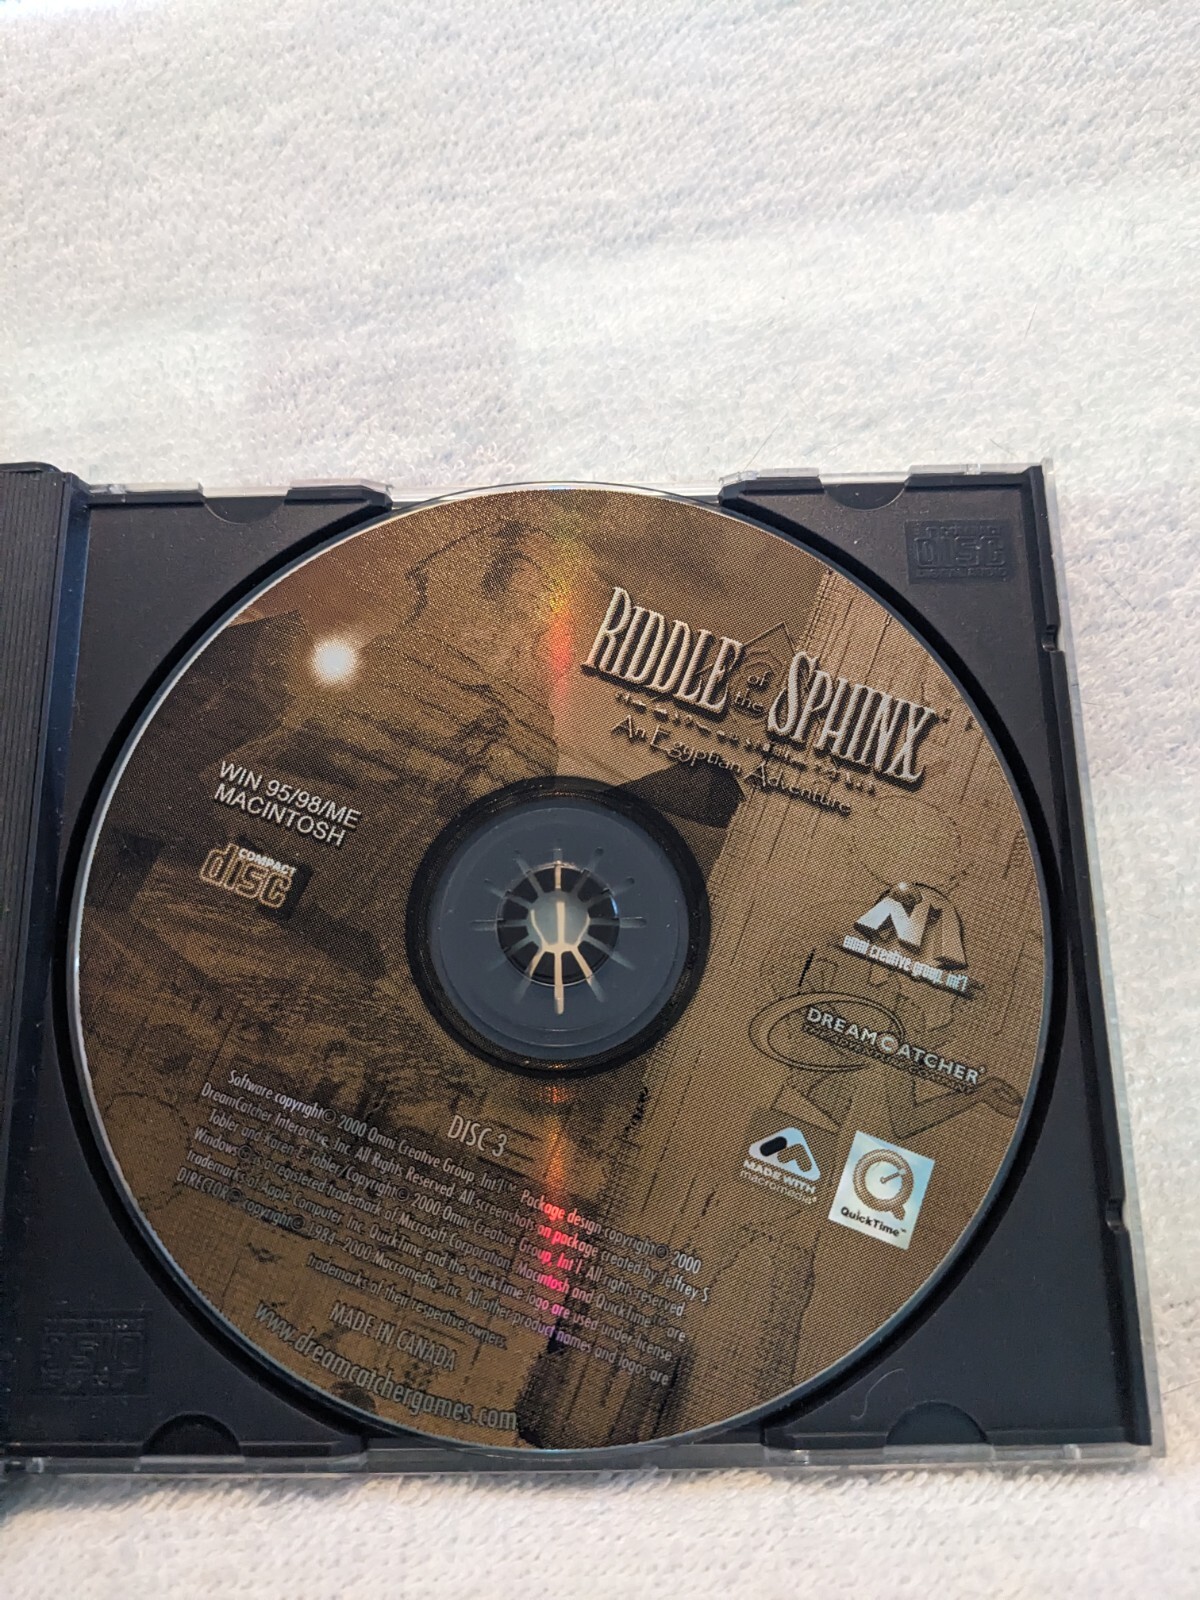 RIDDLE of the SPHINX
An Egyptian Adventure
WIN 95/98/ME
MACINTOSH
COMPACT
disc
omni creative group, int'l
DREAMCATCHER
MADE WITH
macromedia
QuickTime™
DISC 3
Software copyright© 2000 Omni Creative Group, Int'l™ Package design copyright© 2000
DreamCatcher Interactive, Inc. All Rights Reserved. All screenshots on package created by Jeffrey S
Tobler and Karen E. Tobler/Copyright© 2000 Omni Creative Group, Int'l. All rights reserved.
Windows® is a registered trademark of Microsoft Corporation. Macintosh and QuickTime™ are
trademarks of Apple Computer, Inc. QuickTime and the QuickTime logo are used under license.
DIRECTOR® copyright© 1984-2000 Macromedia, Inc. All other product names and logos are
trademarks of their respective owners.
MADE IN CANADA
www.dreamcatchergames.com